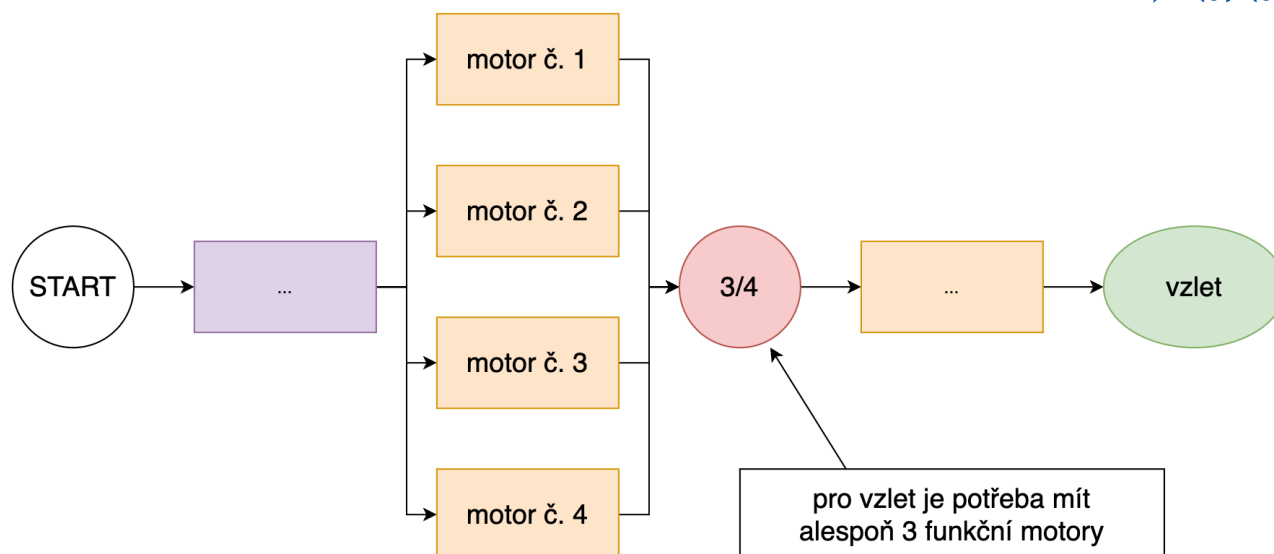 motor č. 1
motor č. 2
START
...
3/4
...
vzlet
motor č. 3
motor č. 4
pro vzlet je potřeba mít
alespoň 3 funkční motory